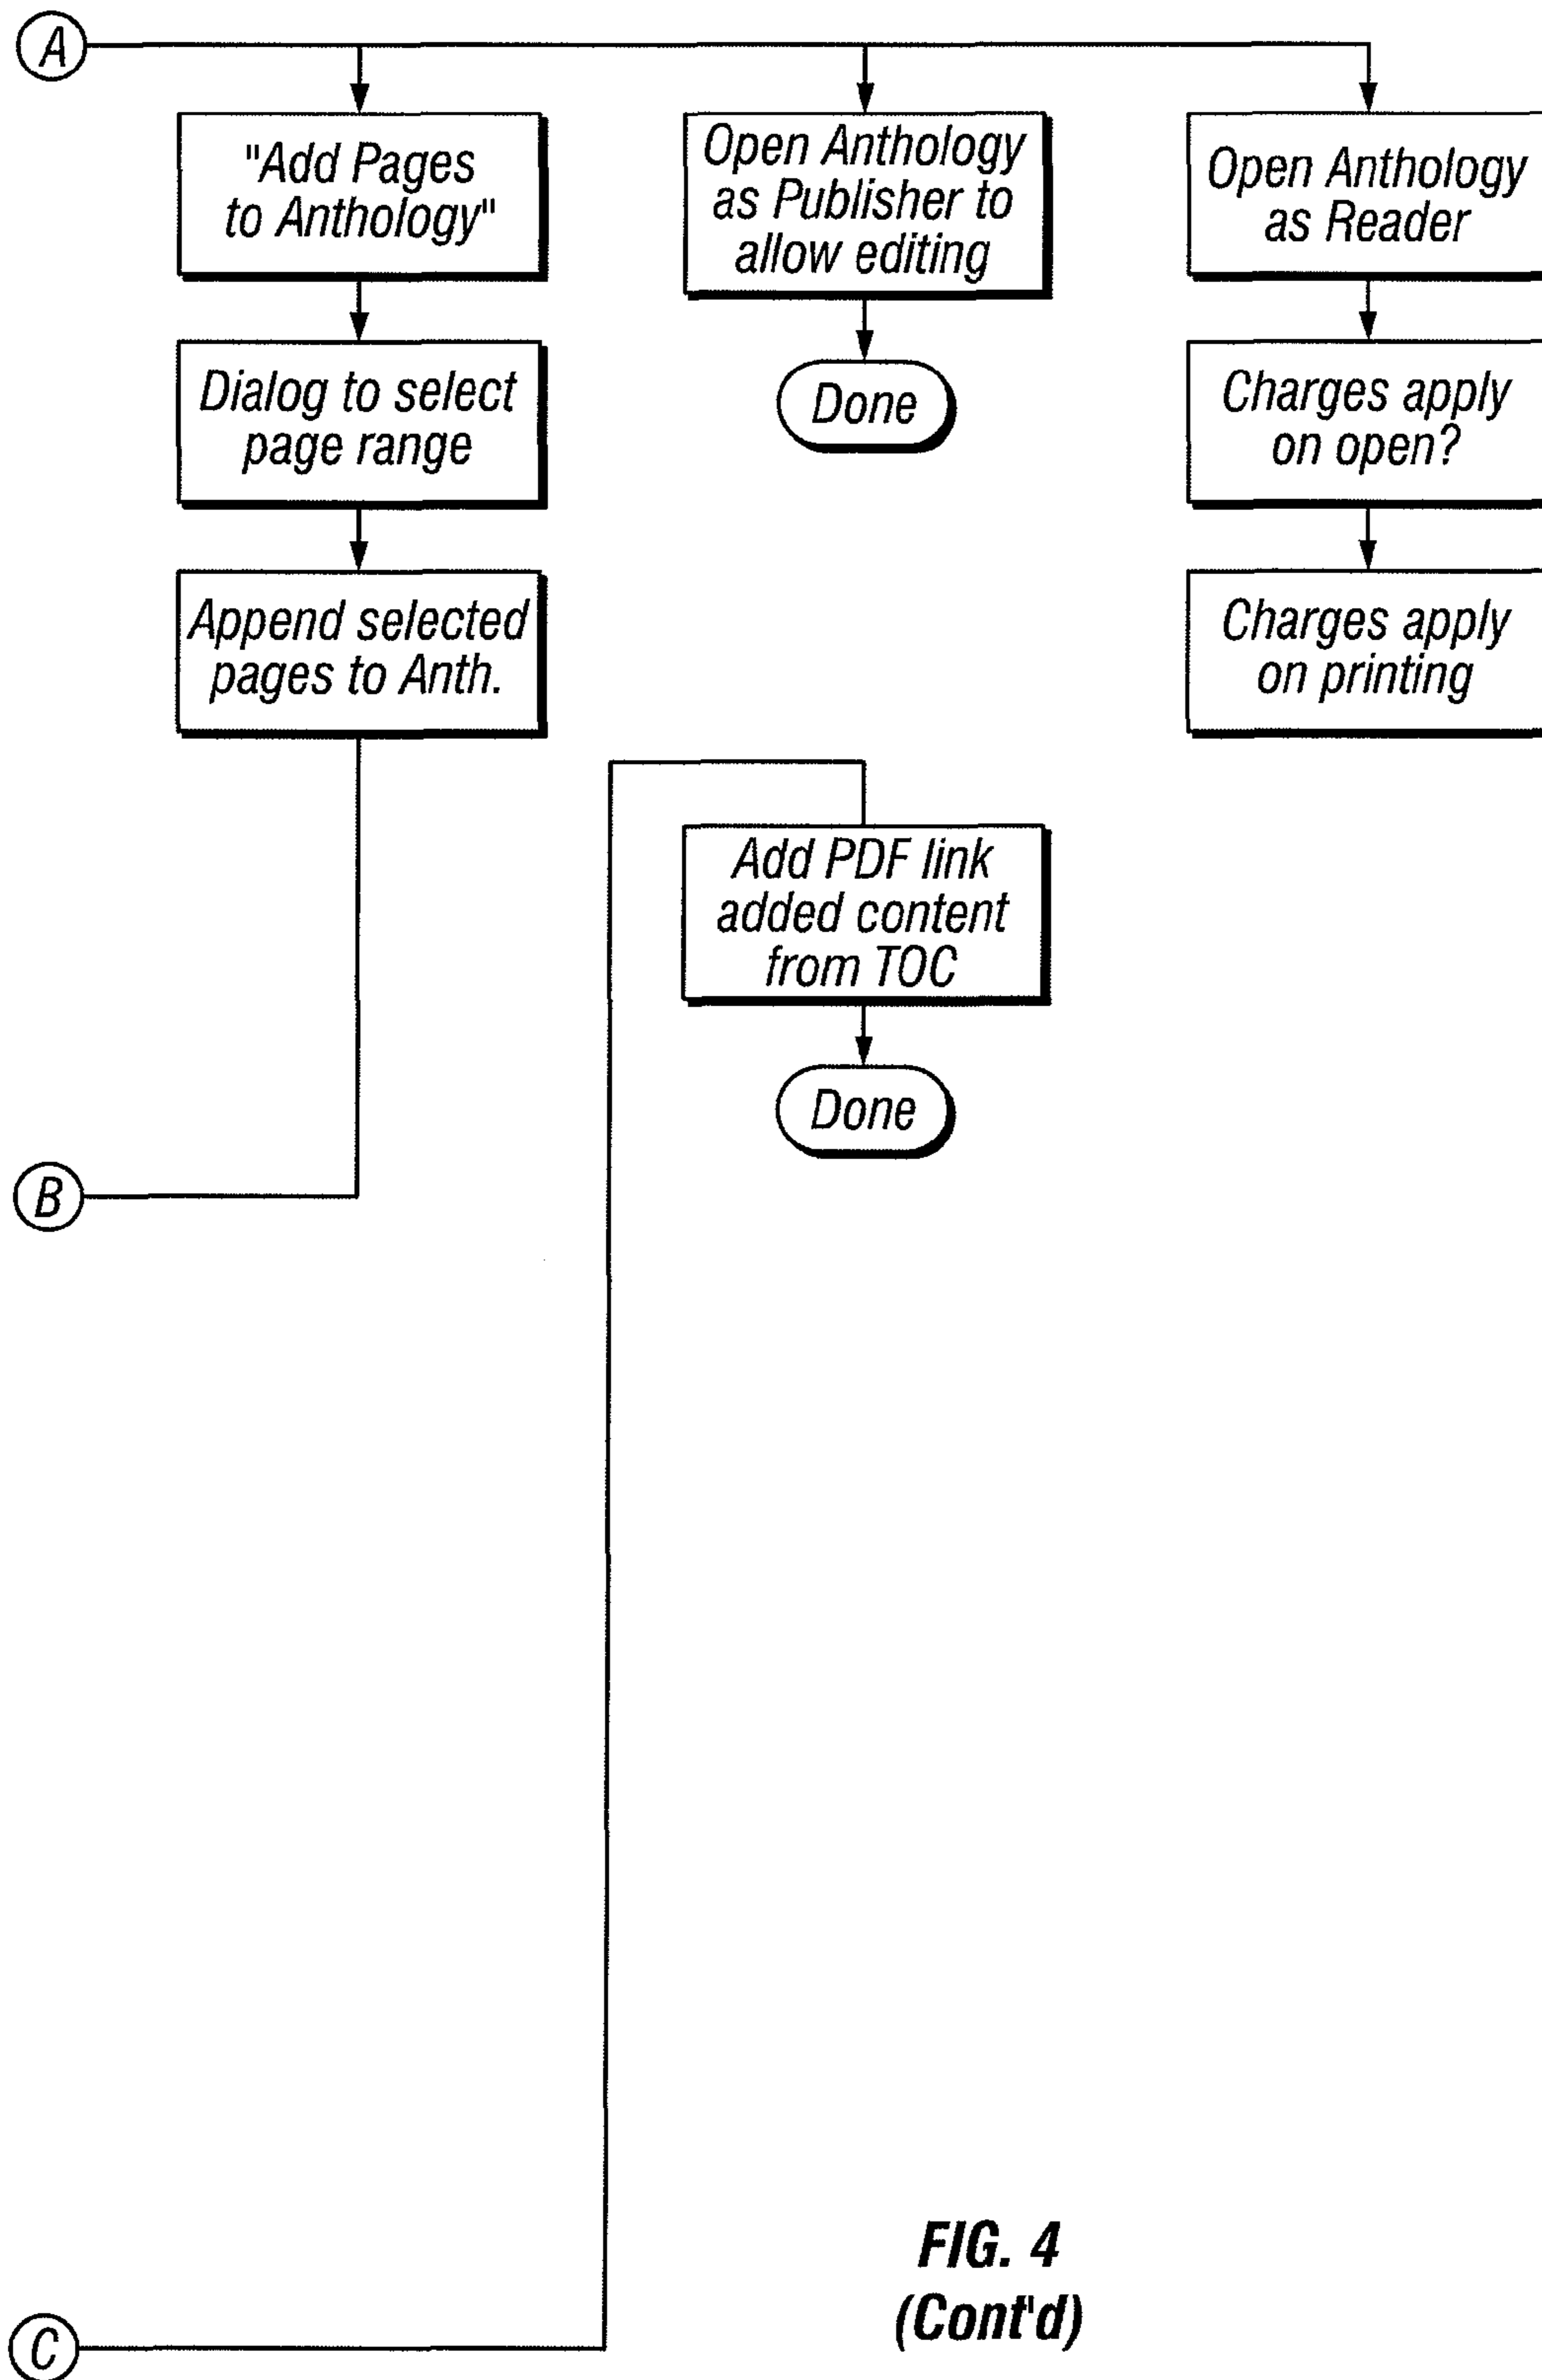 A
"Add Pages
to Anthology"
Open Anthology
as Publisher to
allow editing
Open Anthology
as Reader
Dialog to select
page range
Done
Charges apply
on open?
Append selected
pages to Anth.
Charges apply
on printing
Add PDF link
added content
from TOC
Done
B
FIG. 4
(Cont'd)
C